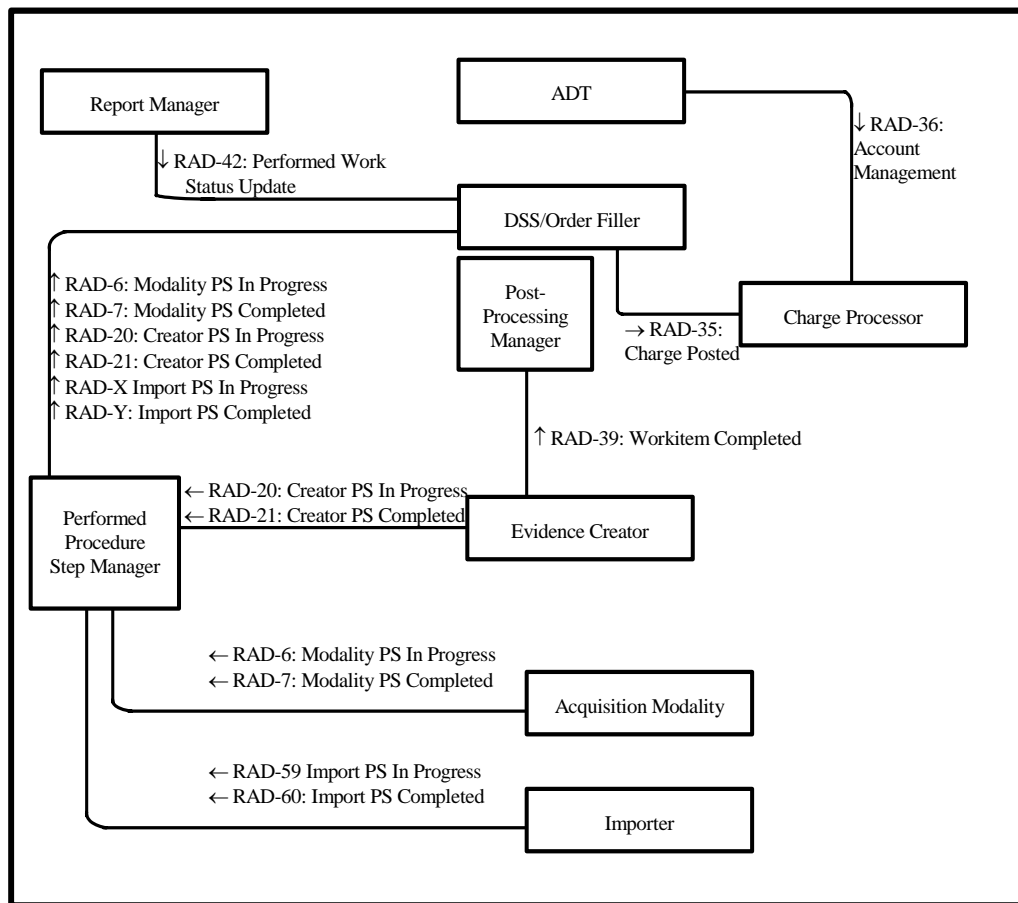 ADT
Report Manager
↓ RAD-36:
Account
Management
↓ RAD-42: Performed Work
Status Update
DSS/Order Filler
↑ RAD-6: Modality PS In Progress
↑ RAD-7: Modality PS Completed
↑ RAD-20: Creator PS In Progress
↑ RAD-21: Creator PS Completed
↑ RAD-X Import PS In Progress
↑ RAD-Y: Import PS Completed
Post-
Processing
Manager
Charge Processor
→ RAD-35:
Charge Posted
↑ RAD-39: Workitem Completed
← RAD-20: Creator PS In Progress
← RAD-21: Creator PS Completed
Performed
Procedure
Step Manager
Evidence Creator
← RAD-6: Modality PS In Progress
← RAD-7: Modality PS Completed
Acquisition Modality
← RAD-59 Import PS In Progress
← RAD-60: Import PS Completed
Importer